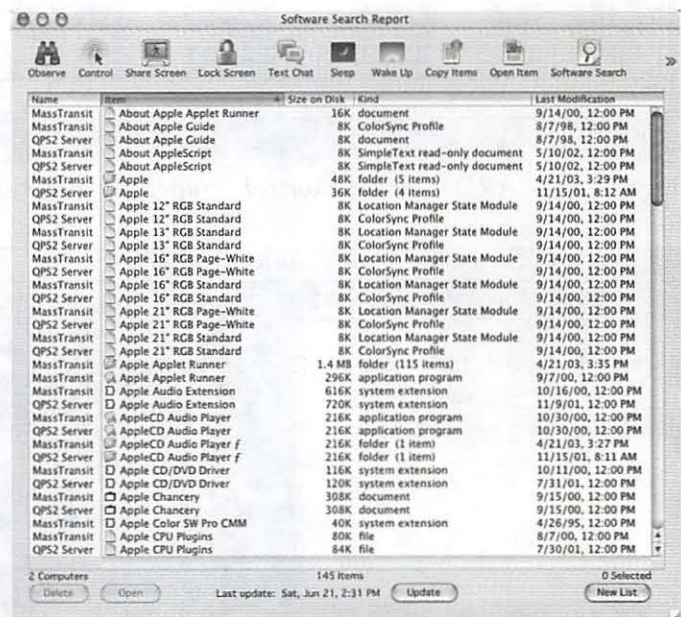 Software Search Report
Observe Control Share Screen Lock Screen Text Chat Sleep Wake Up Copy Items Open Item Software Search »
Name Item Size on Disk Kind Last Modification
MassTransit About Apple Applet Runner 16K document 9/14/00, 12:00 PM
MassTransit About Apple Guide 8K ColorSync Profile 8/7/98, 12:00 PM
QPS2 Server About Apple Guide 8K document 8/7/98, 12:00 PM
MassTransit About AppleScript 8K SimpleText read-only document 5/10/02, 12:00 PM
QPS2 Server About AppleScript 8K SimpleText read-only document 5/10/02, 12:00 PM
MassTransit Apple 48K folder (5 items) 4/21/03, 3:29 PM
QPS2 Server Apple 36K folder (4 items) 11/15/01, 8:12 AM
MassTransit Apple 12" RGB Standard 8K Location Manager State Module 9/14/00, 12:00 PM
QPS2 Server Apple 12" RGB Standard 8K ColorSync Profile 9/14/00, 12:00 PM
MassTransit Apple 13" RGB Standard 8K Location Manager State Module 9/14/00, 12:00 PM
QPS2 Server Apple 13" RGB Standard 8K ColorSync Profile 9/14/00, 12:00 PM
MassTransit Apple 16" RGB Page-White 8K Location Manager State Module 9/14/00, 12:00 PM
QPS2 Server Apple 16" RGB Page-White 8K ColorSync Profile 9/14/00, 12:00 PM
MassTransit Apple 16" RGB Standard 8K Location Manager State Module 9/14/00, 12:00 PM
QPS2 Server Apple 16" RGB Standard 8K ColorSync Profile 9/14/00, 12:00 PM
MassTransit Apple 21" RGB Page-White 8K Location Manager State Module 9/14/00, 12:00 PM
QPS2 Server Apple 21" RGB Page-White 8K ColorSync Profile 9/14/00, 12:00 PM
MassTransit Apple 21" RGB Standard 8K Location Manager State Module 9/14/00, 12:00 PM
QPS2 Server Apple 21" RGB Standard 8K ColorSync Profile 9/14/00, 12:00 PM
MassTransit Apple Applet Runner 1.4 MB folder (115 items) 4/21/03, 3:35 PM
MassTransit Apple Applet Runner 296K application program 9/7/00, 12:00 PM
MassTransit Apple Audio Extension 616K system extension 10/16/00, 12:00 PM
QPS2 Server Apple Audio Extension 720K system extension 11/9/01, 12:00 PM
MassTransit AppleCD Audio Player 216K application program 10/30/00, 12:00 PM
QPS2 Server AppleCD Audio Player 216K application program 10/30/00, 12:00 PM
MassTransit AppleCD Audio Player ƒ 216K folder (1 item) 4/21/03, 3:27 PM
QPS2 Server AppleCD Audio Player ƒ 216K folder (1 item) 11/15/01, 8:11 AM
MassTransit Apple CD/DVD Driver 116K system extension 10/11/00, 12:00 PM
QPS2 Server Apple CD/DVD Driver 120K system extension 7/31/01, 12:00 PM
MassTransit Apple Chancery 308K document 9/15/00, 12:00 PM
QPS2 Server Apple Chancery 308K document 9/15/00, 12:00 PM
MassTransit Apple Color SW Pro CMM 40K system extension 4/26/95, 12:00 PM
MassTransit Apple CPU Plugins 80K file 8/7/00, 12:00 PM
QPS2 Server Apple CPU Plugins 84K file 7/30/01, 12:00 PM
2 Computers 145 Items 0 Selected
Delete Open Last update: Sat, Jun 21, 2:31 PM Update New List